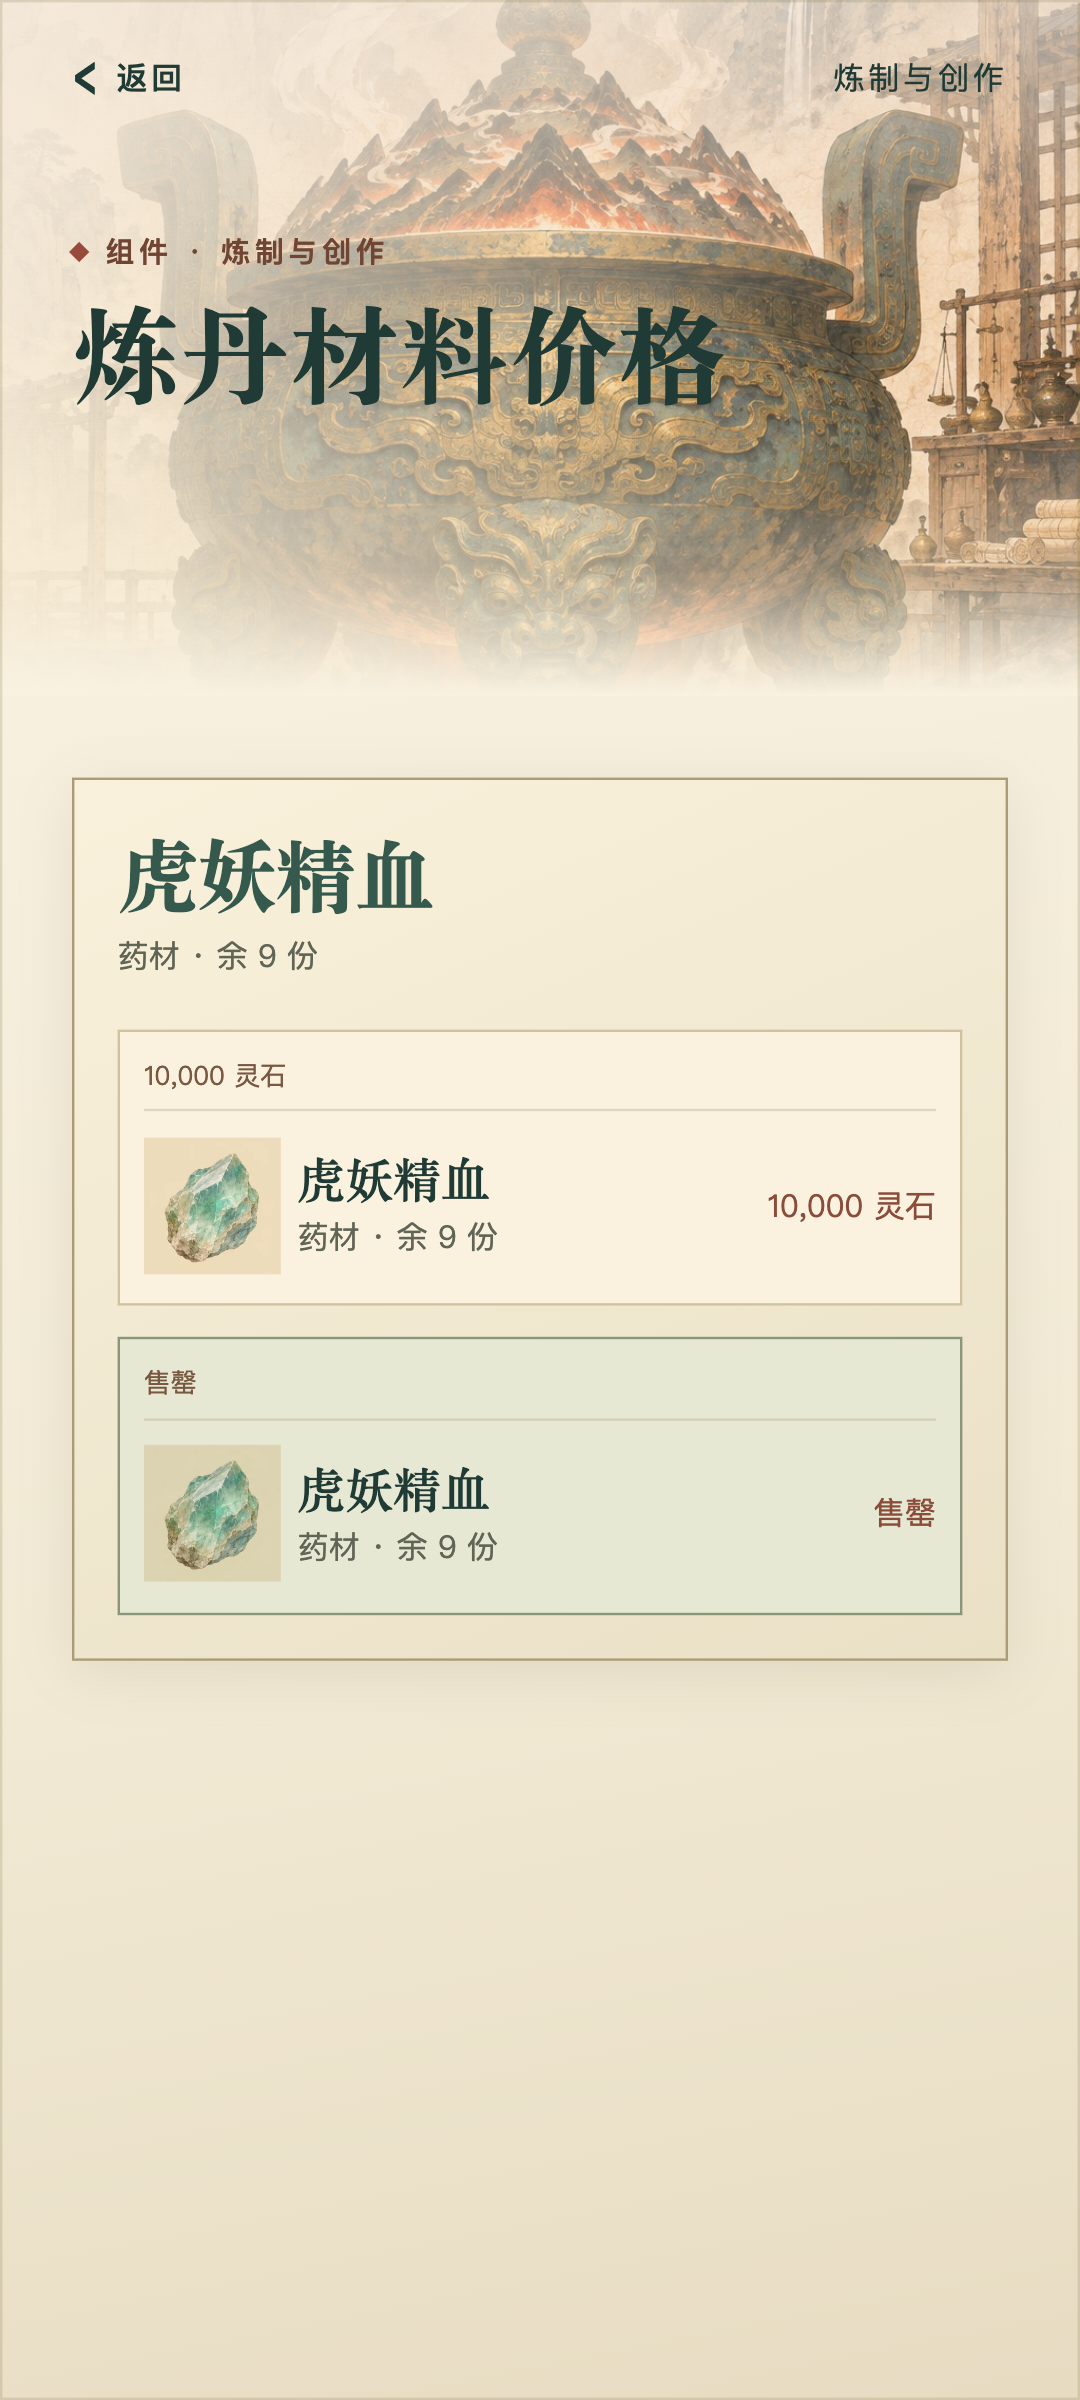 返回
炼制与创作
组件 · 炼制与创作
炼丹材料价格
虎妖精血
药材 · 余 9 份
10,000 灵石
虎妖精血
药材 · 余 9 份
10,000 灵石
售罄
虎妖精血
药材 · 余 9 份
售罄